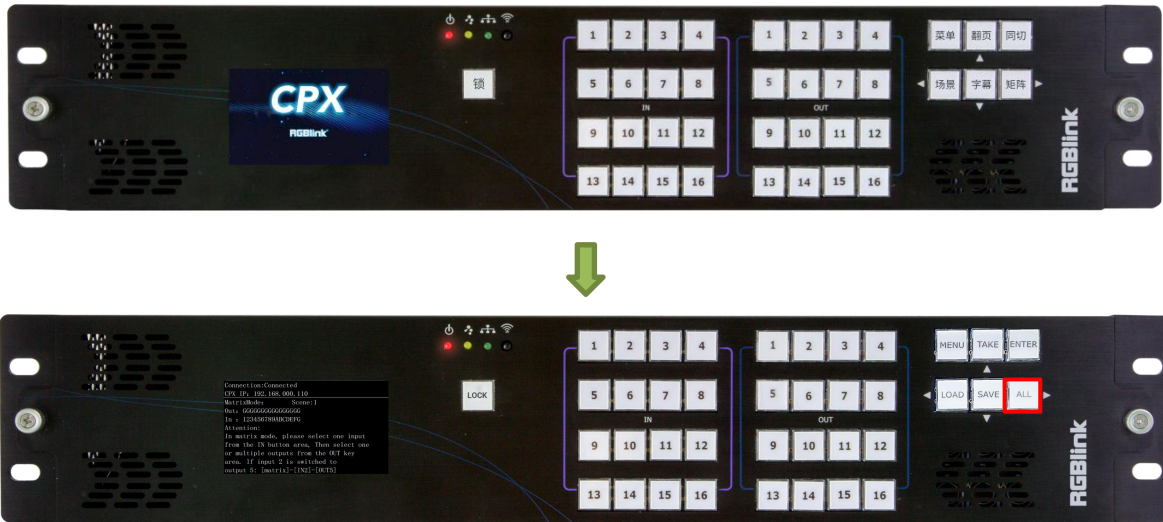 1 2 3 4
1 2 3 4
菜单 翻页 同切
锁
CPX
RGBlink
5 6 7 8
5 6 7 8
场景 字幕 矩阵
IN
OUT
9 10 11 12
9 10 11 12
RGBlink
13 14 15 16
13 14 15 16
1 2 3 4
1 2 3 4
MENU TAKE ENTER
Connection:Connected
CPX IP: 192.168.000.110
MatrixMode: Scene:1
Out: GGGGGGGGGGGGGGGG
In : 123456789ABCDEFG
Attention:
In matrix mode, please select one input
from the IN button area, Then select one
or multiple outputs from the OUT key
area. If input 2 is switched to
output 5: [matrix]-[IN2]-[OUT5]
LOCK
5 6 7 8
5 6 7 8
LOAD SAVE ALL
IN
OUT
9 10 11 12
9 10 11 12
RGBlink
13 14 15 16
13 14 15 16